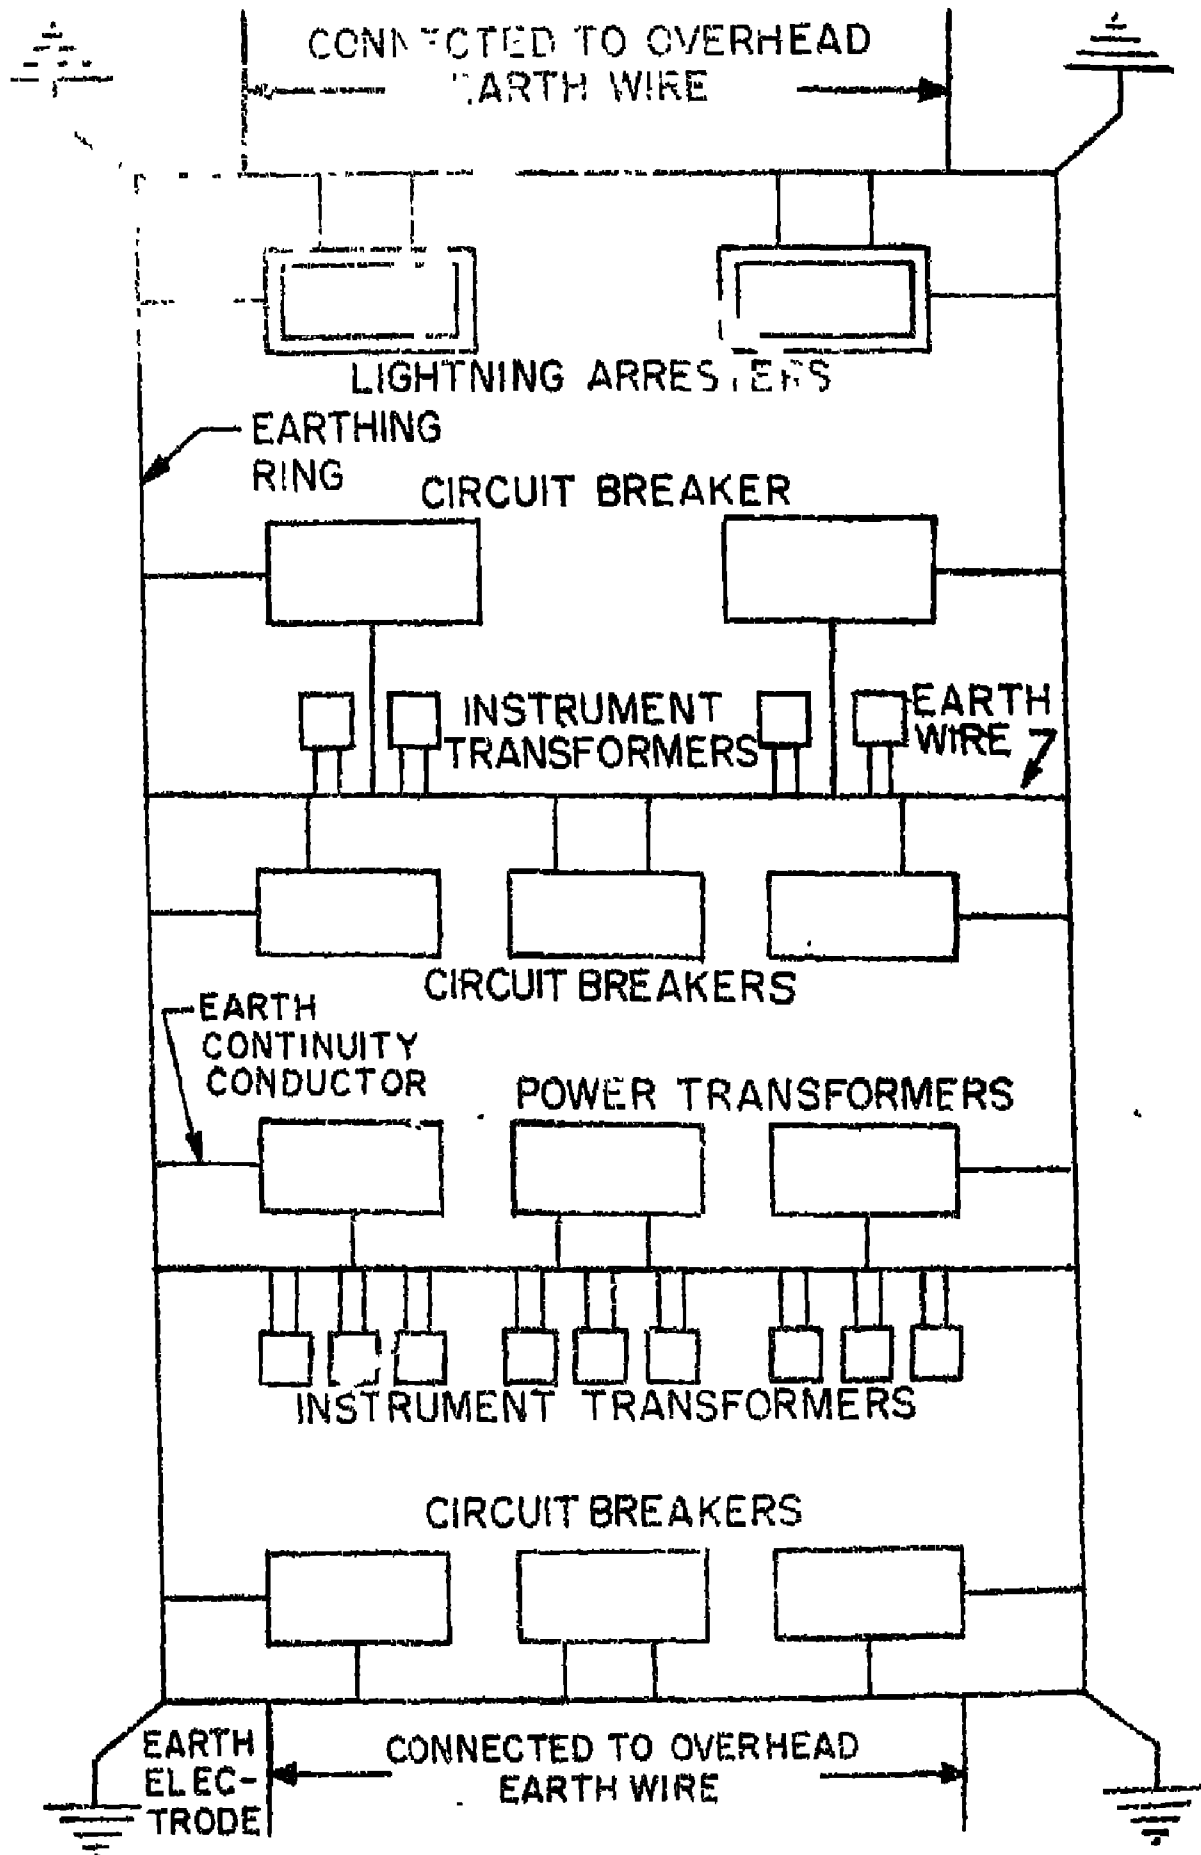 CONNECTED TO OVERHEAD
EARTH WIRE
LIGHTNING ARRESTERS
EARTHING
RING
CIRCUIT BREAKER
INSTRUMENT
TRANSFORMERS
EARTH
WIRE
CIRCUIT BREAKERS
EARTH
CONTINUITY
CONDUCTOR
POWER TRANSFORMERS
INSTRUMENT TRANSFORMERS
CIRCUIT BREAKERS
EARTH
ELEC-
TRODE
CONNECTED TO OVERHEAD
EARTH WIRE